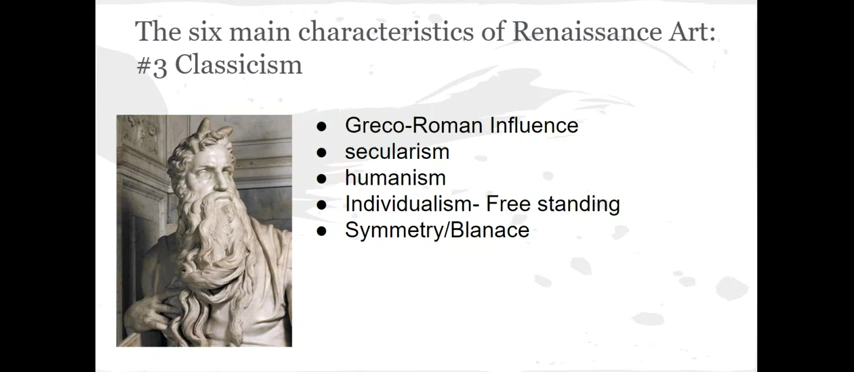 The six main characteristics of Renaissance Art:
#3 Classicism
● Greco-Roman Influence
● secularism
● humanism
● Individualism- Free standing
● Symmetry/Blanace